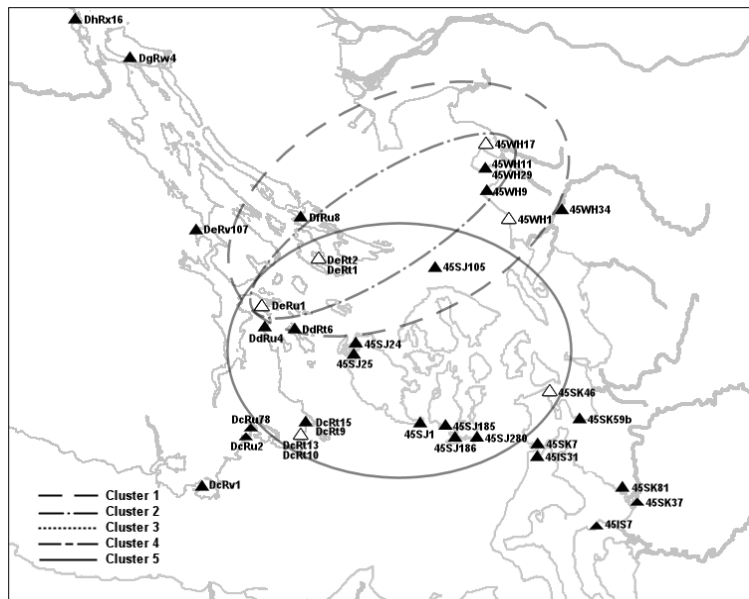 DhRx16
DgRw4
45WH17
45WH11
45WH29
45WH9
45WH34
45WH1
DfRu8
DeRv107
DeRt2
DeRt1
45SJ105
DeRu1
DdRu4
DdRt6
45SJ24
45SJ25
45SK46
45SK59b
DcRu78
DcRu2
DcRt15
DcRt9
DcRt13
DcRt10
45SJ1
45SJ185
45SJ186
45SJ280
45SK7
45IS31
DcRv1
45SK81
45SK37
45IS7
Cluster 1
Cluster 2
Cluster 3
Cluster 4
Cluster 5